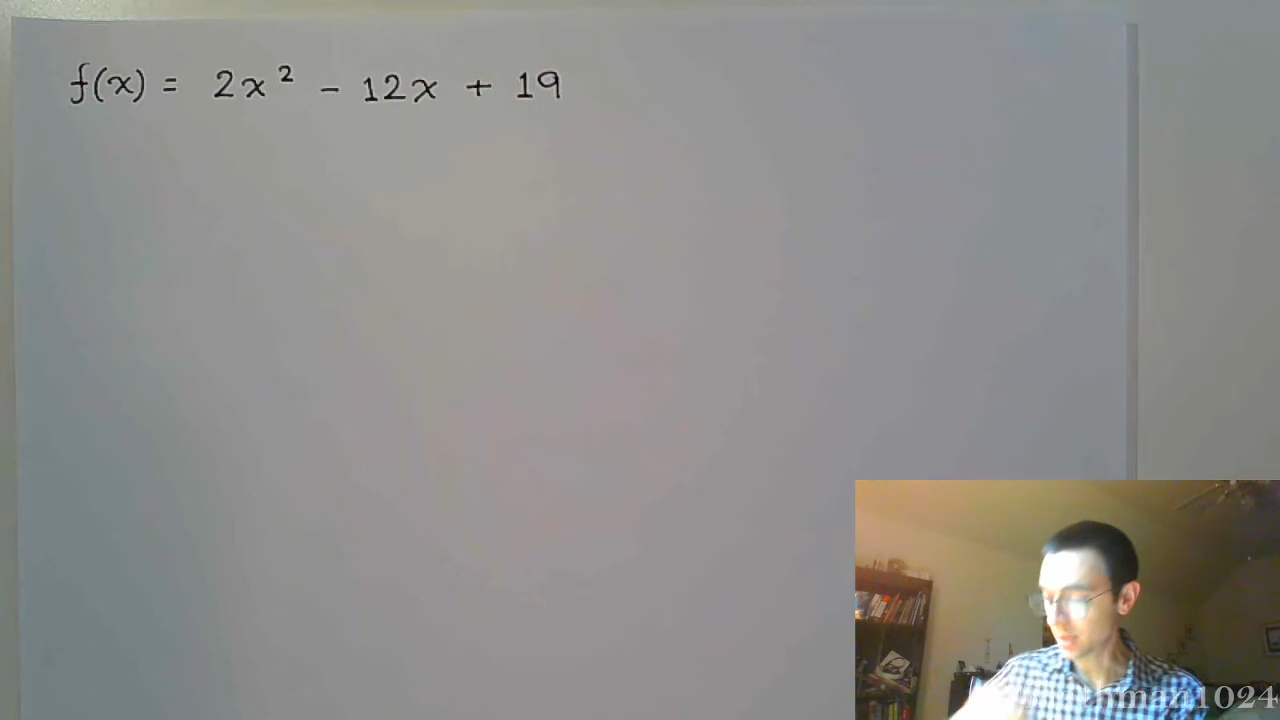 f(x) = 2x² - 12x + 19